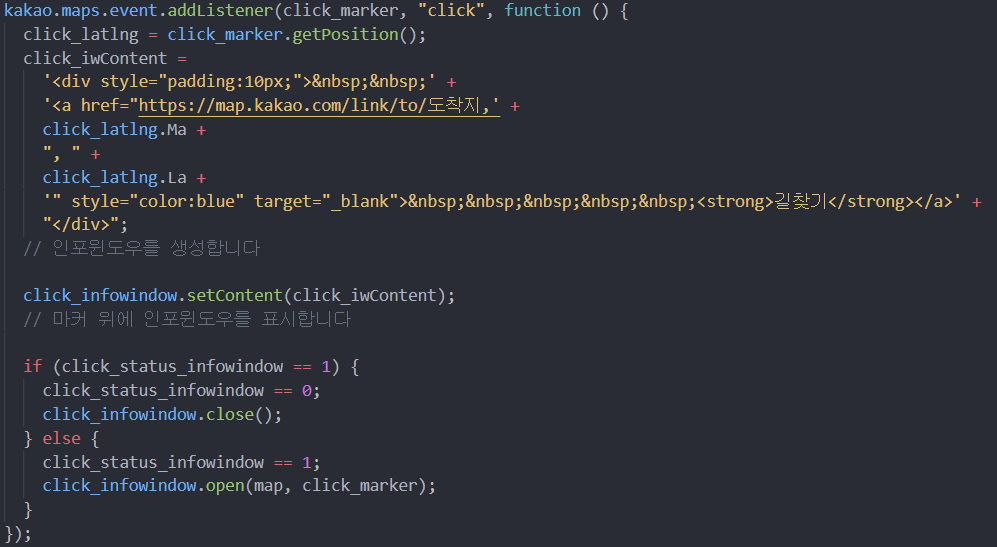 kakao.maps.event.addListener(click_marker, "click", function () {
click_latlng = click_marker.getPosition();
click_iwContent =
'<div style="padding:10px;">&nbsp;&nbsp;' +
'<a href="https://map.kakao.com/link/to/도착지,' +
click_latlng.Ma +
", " +
click_latlng.La +
'" style="color:blue" target="_blank">&nbsp;&nbsp;&nbsp;&nbsp;&nbsp;<strong>길찾기</strong></a>' +
"</div>";
// 인포윈도우를 생성합니다
click_infowindow.setContent(click_iwContent);
// 마커 위에 인포윈도우를 표시합니다
if (click_status_infowindow == 1) {
click_status_infowindow == 0;
click_infowindow.close();
} else {
click_status_infowindow == 1;
click_infowindow.open(map, click_marker);
}
});